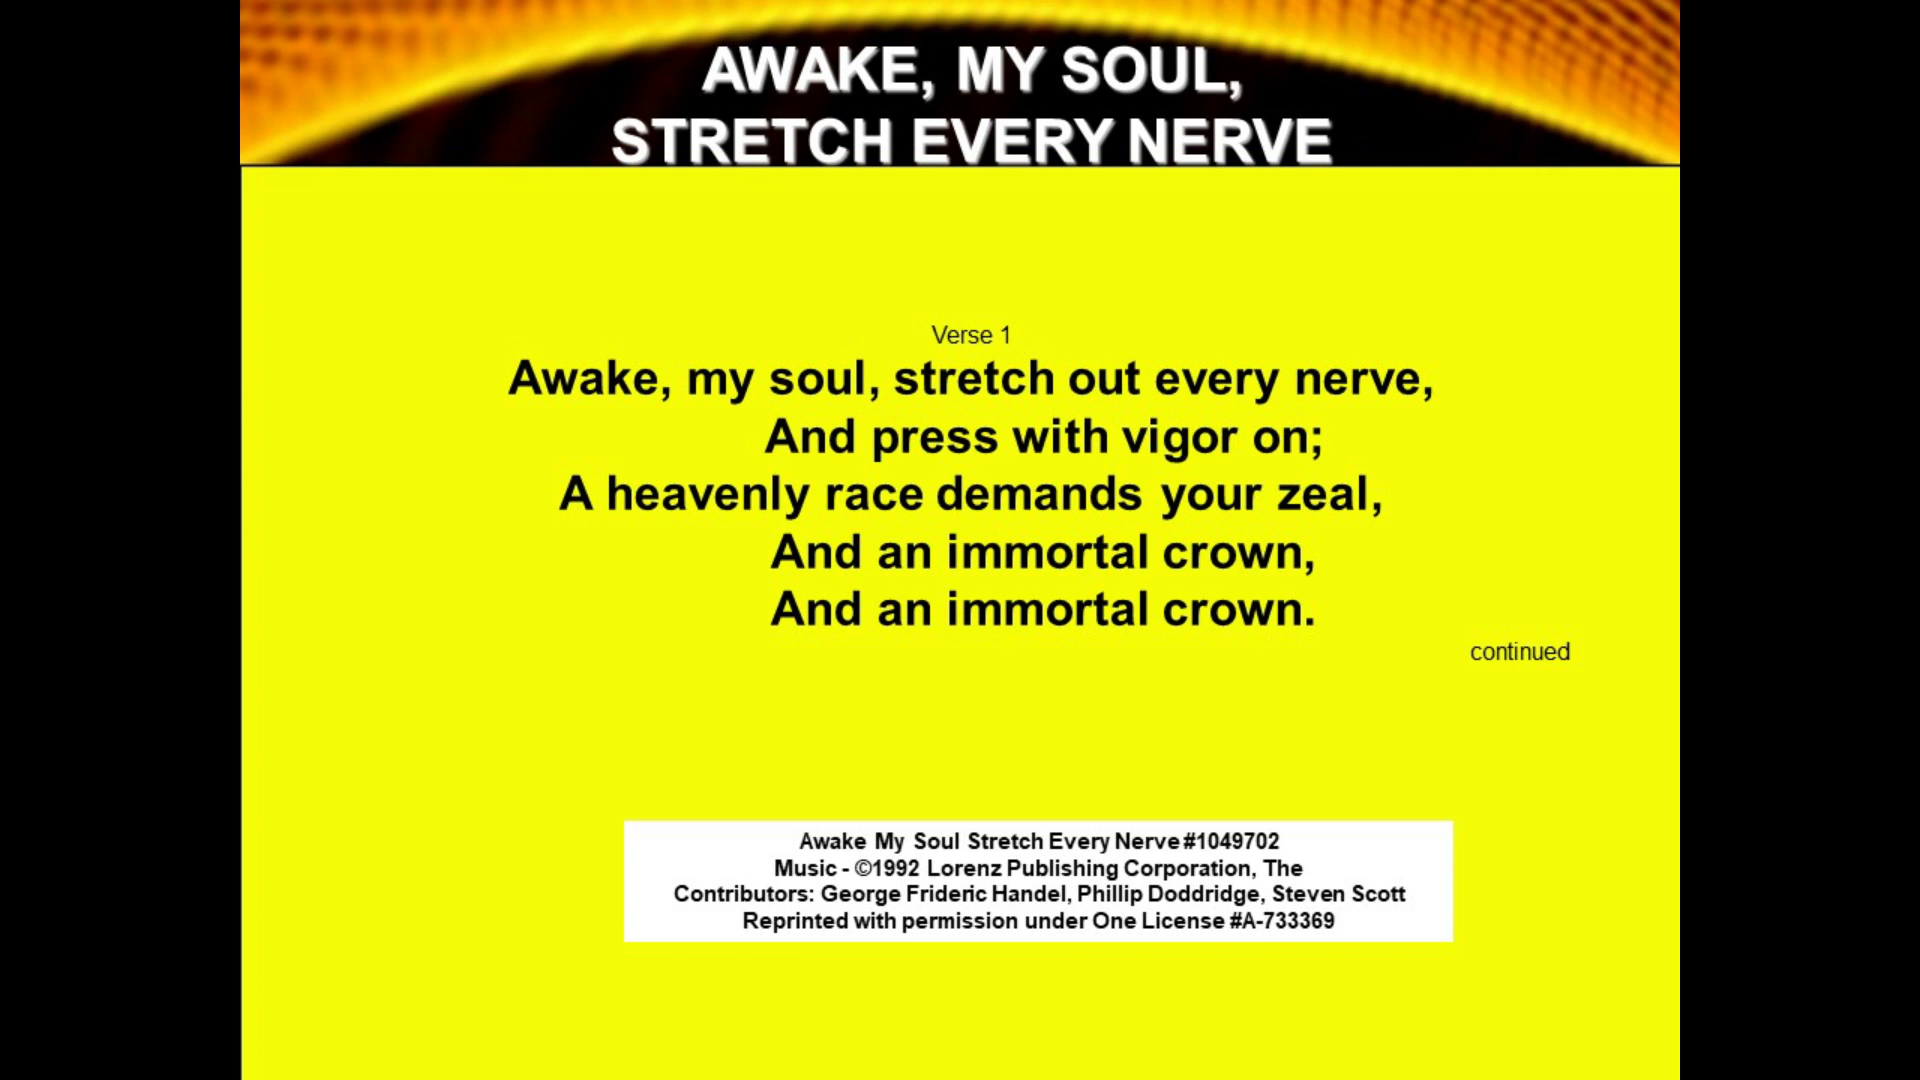 AWAKE, MY SOUL,
STRETCH EVERY NERVE
Verse 1
Awake, my soul, stretch out every nerve,
And press with vigor on;
A heavenly race demands your zeal,
And an immortal crown,
And an immortal crown.
continued
Awake My Soul Stretch Every Nerve #1049702
Music - ©1992 Lorenz Publishing Corporation, The
Contributors: George Frideric Handel, Phillip Doddridge, Steven Scott
Reprinted with permission under One License #A-733369